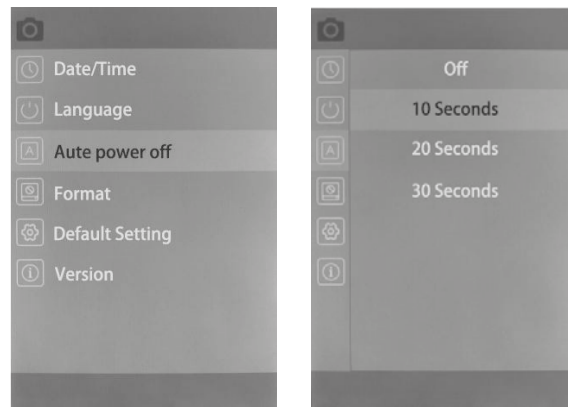 Date/Time
Language
Aute power off
Format
Default Setting
Version
Off
10 Seconds
20 Seconds
30 Seconds